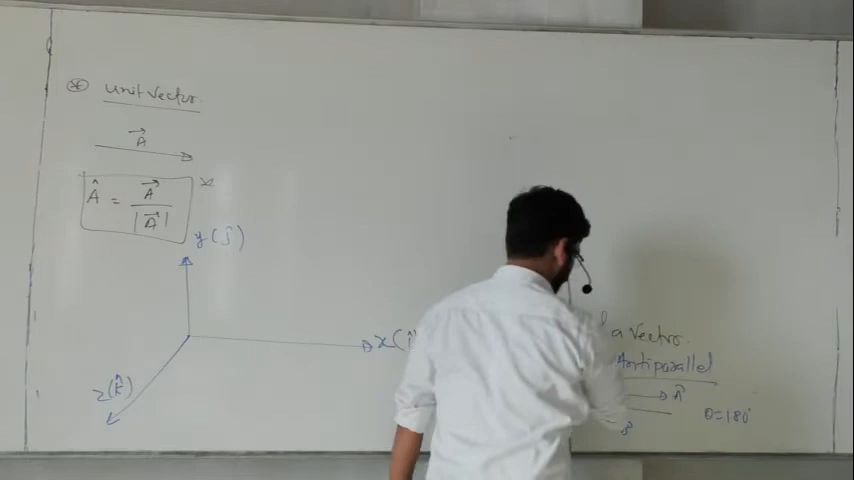 ⊛ unit vector.
→A
Â = →A / |→A| *
y(ĵ)
x(î)
z(k̂)
a vector.
Antiparallel
→A
→B
θ=180°